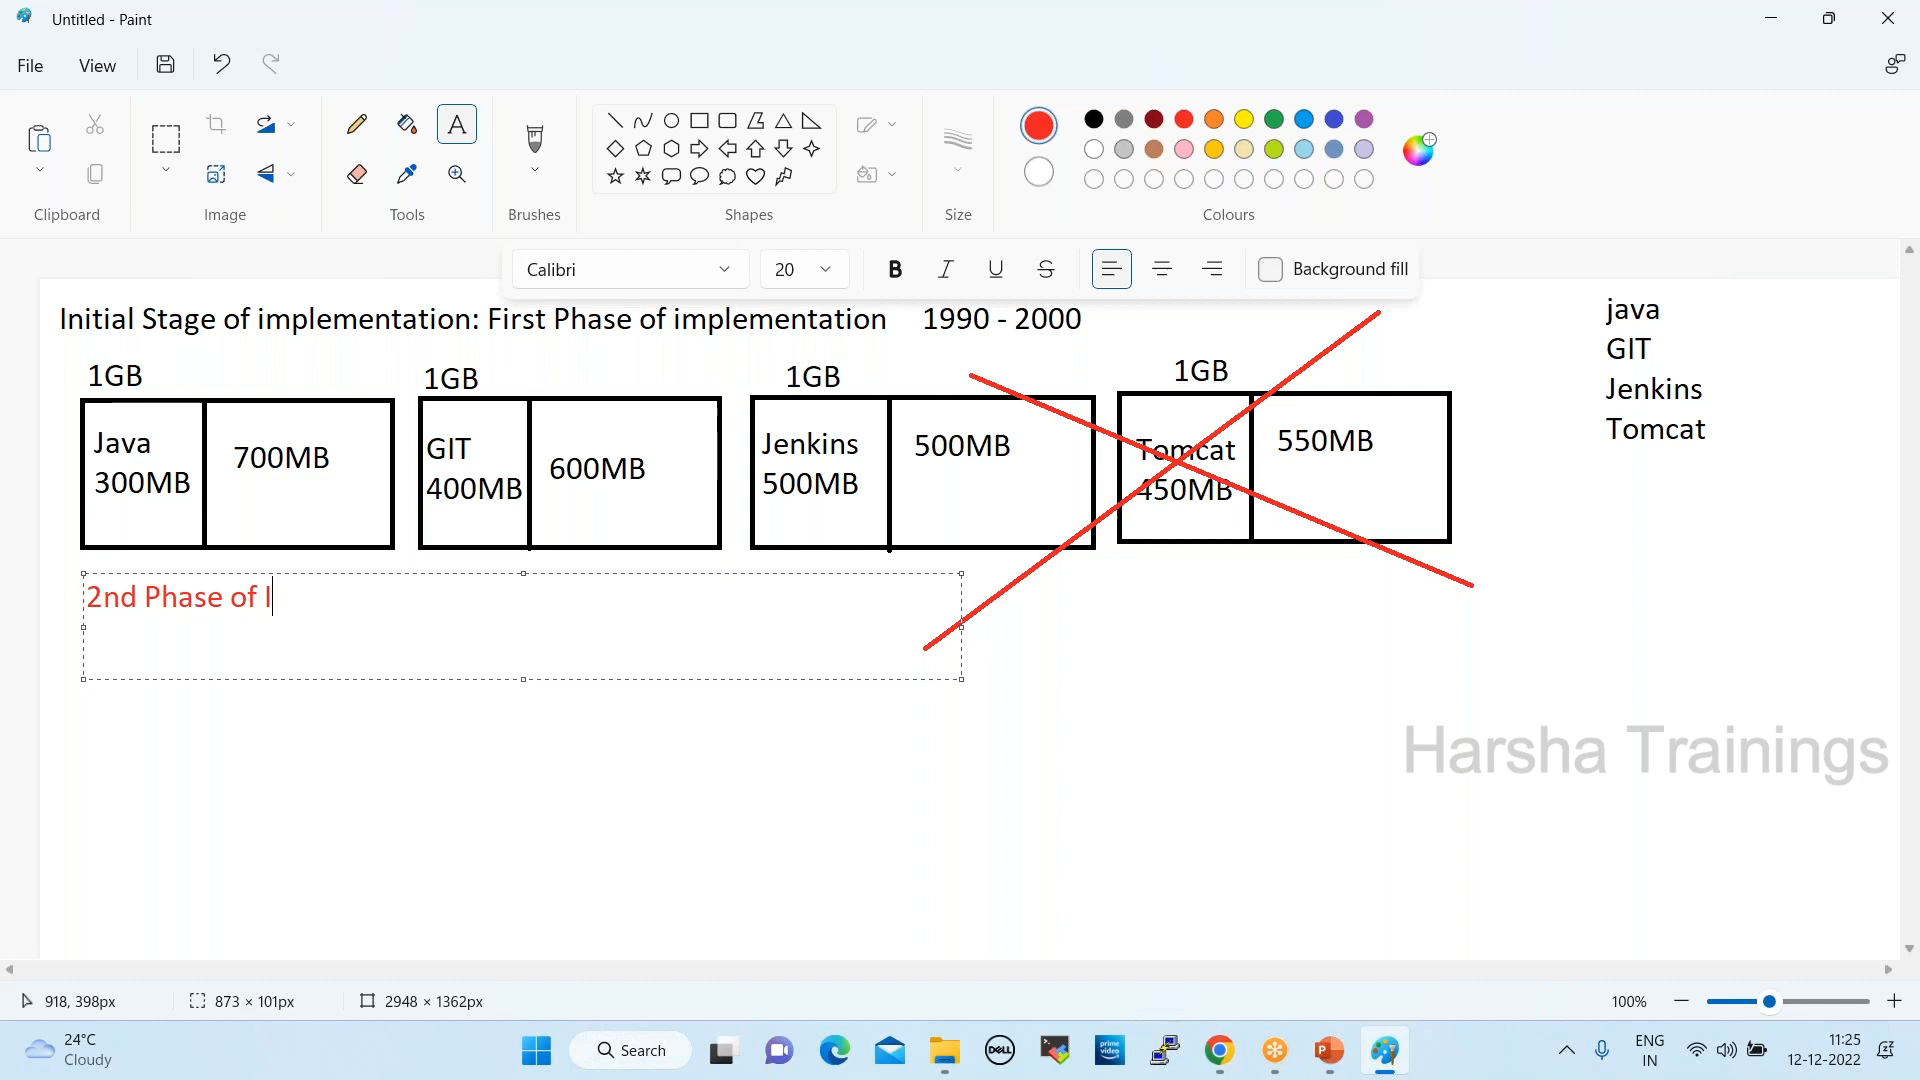 Untitled - Paint
File
View
Clipboard
Image
Tools
Brushes
Shapes
Size
Colours
Calibri
20
B
I
U
S
Background fill
Initial Stage of implementation: First Phase of implementation 1990 - 2000
java
GIT
Jenkins
Tomcat
1GB
1GB
1GB
1GB
Java
300MB
700MB
GIT
400MB
600MB
Jenkins
500MB
500MB
Tomcat
450MB
550MB
2nd Phase of I
Harsha Trainings
918, 398px
873 × 101px
2948 × 1362px
100%
24°C
Cloudy
Search
DELL
prime video
ENG
IN
11:25
12-12-2022